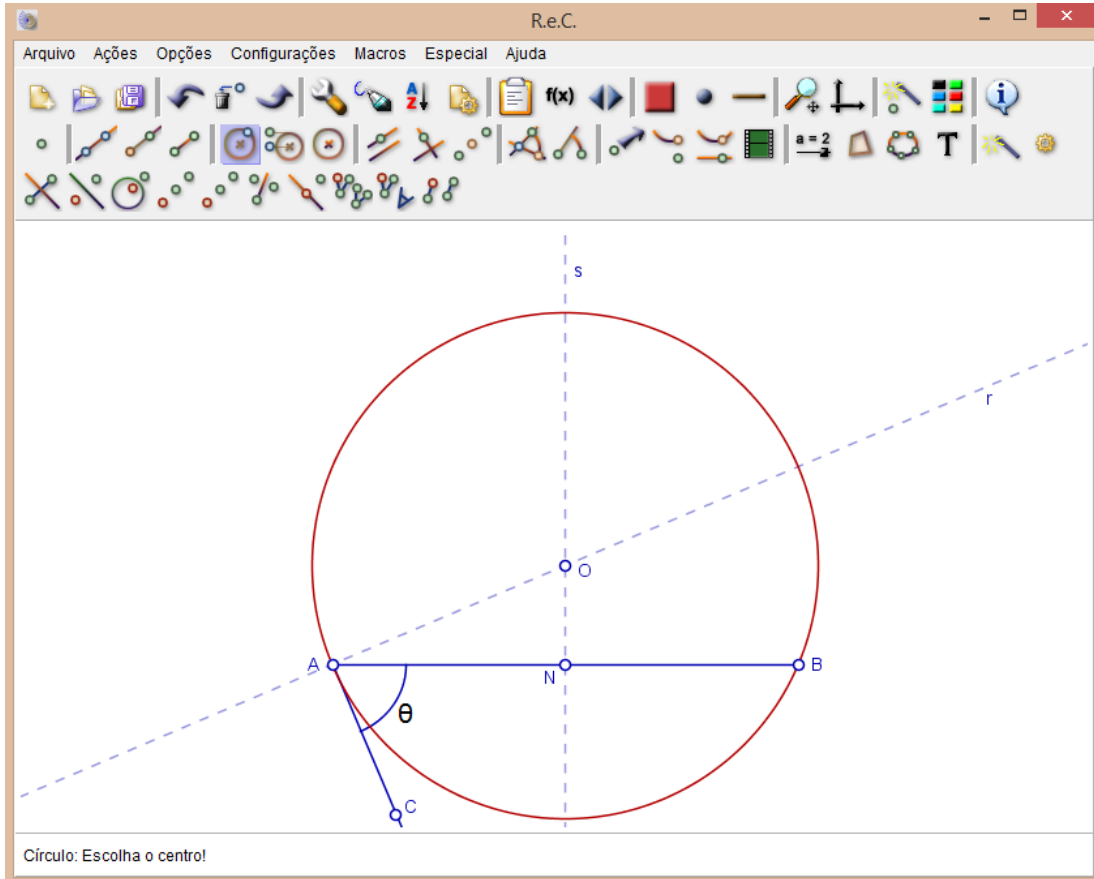 R.e.C.
Arquivo Ações Opções Configurações Macros Especial Ajuda
A Z f(x)
a = 2 T
s
r
O
A N B
θ
C
Círculo: Escolha o centro!